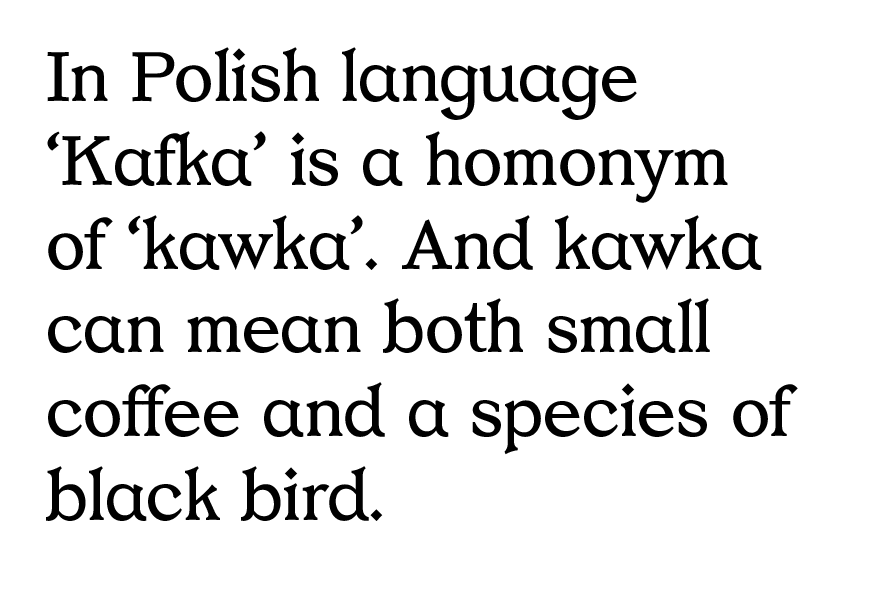 In Polish language
‘Kafka’ is a homonym
of ‘kawka’. And kawka
can mean both small
coffee and a species of
black bird.